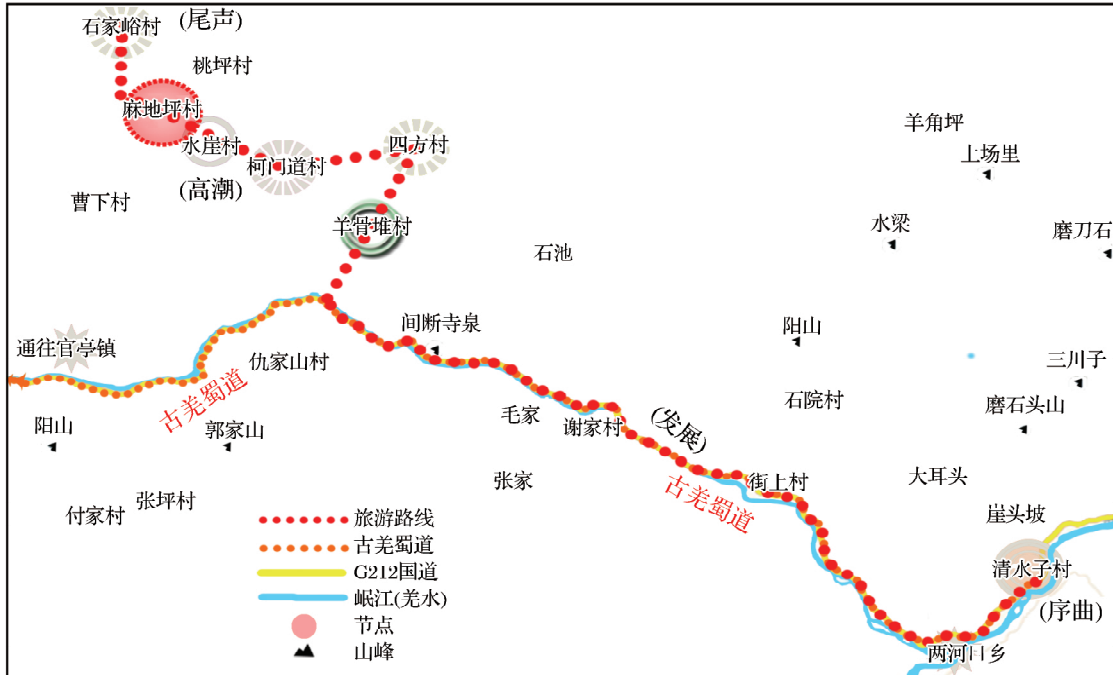 石家峪村
(尾声)
桃坪村
麻地坪村
水崖村
柯门道村
四方村
(高潮)
曹下村
羊骨堆村
羊角坪
上场里
水梁
磨刀石
石池
间断寺泉
阳山
三川子
通往官亭镇
仇家山村
古羌蜀道
石院村
磨石头山
阳山
郭家山
毛家
谢家村
(发展)
张家
街上村
古羌蜀道
大耳头
崖头坡
付家村
张坪村
清水子村
(序曲)
两河口乡
旅游路线
古羌蜀道
G212国道
岷江(羌水)
节点
山峰